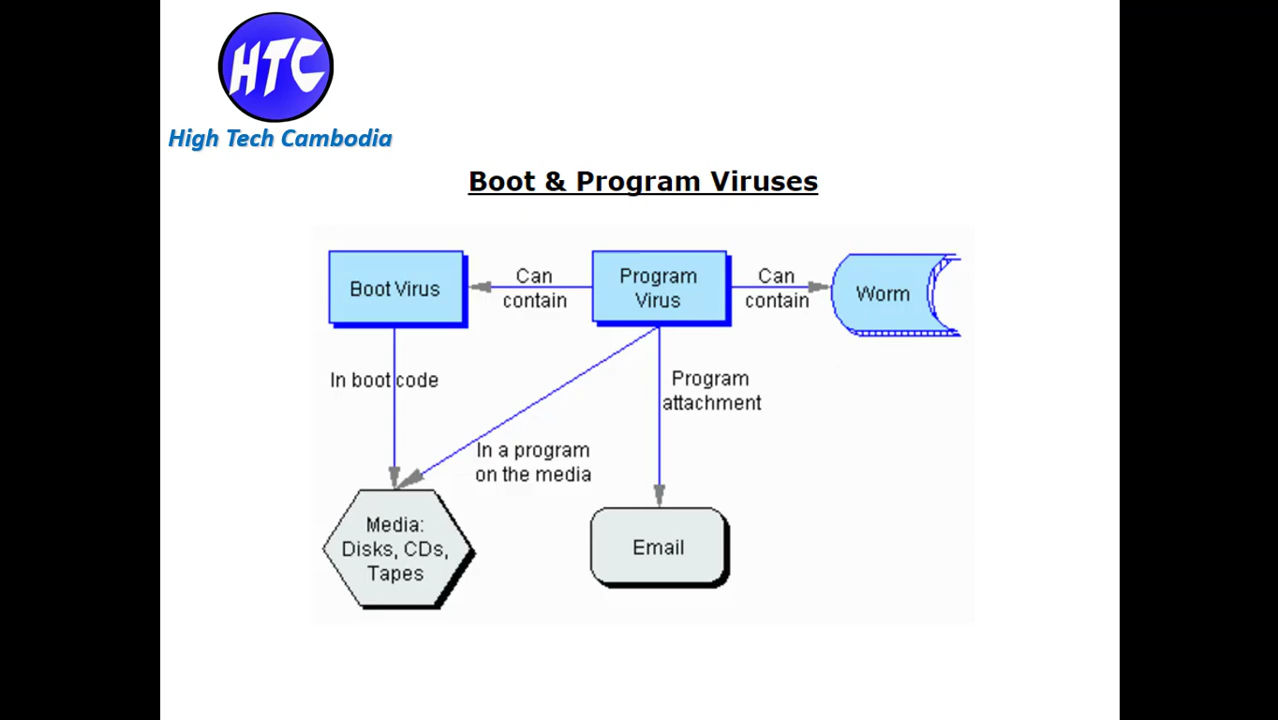 HTC
High Tech Cambodia
Boot & Program Viruses
Boot Virus
Can
contain
Program
Virus
Can
contain
Worm
In boot code
Program
attachment
In a program
on the media
Media:
Disks, CDs,
Tapes
Email